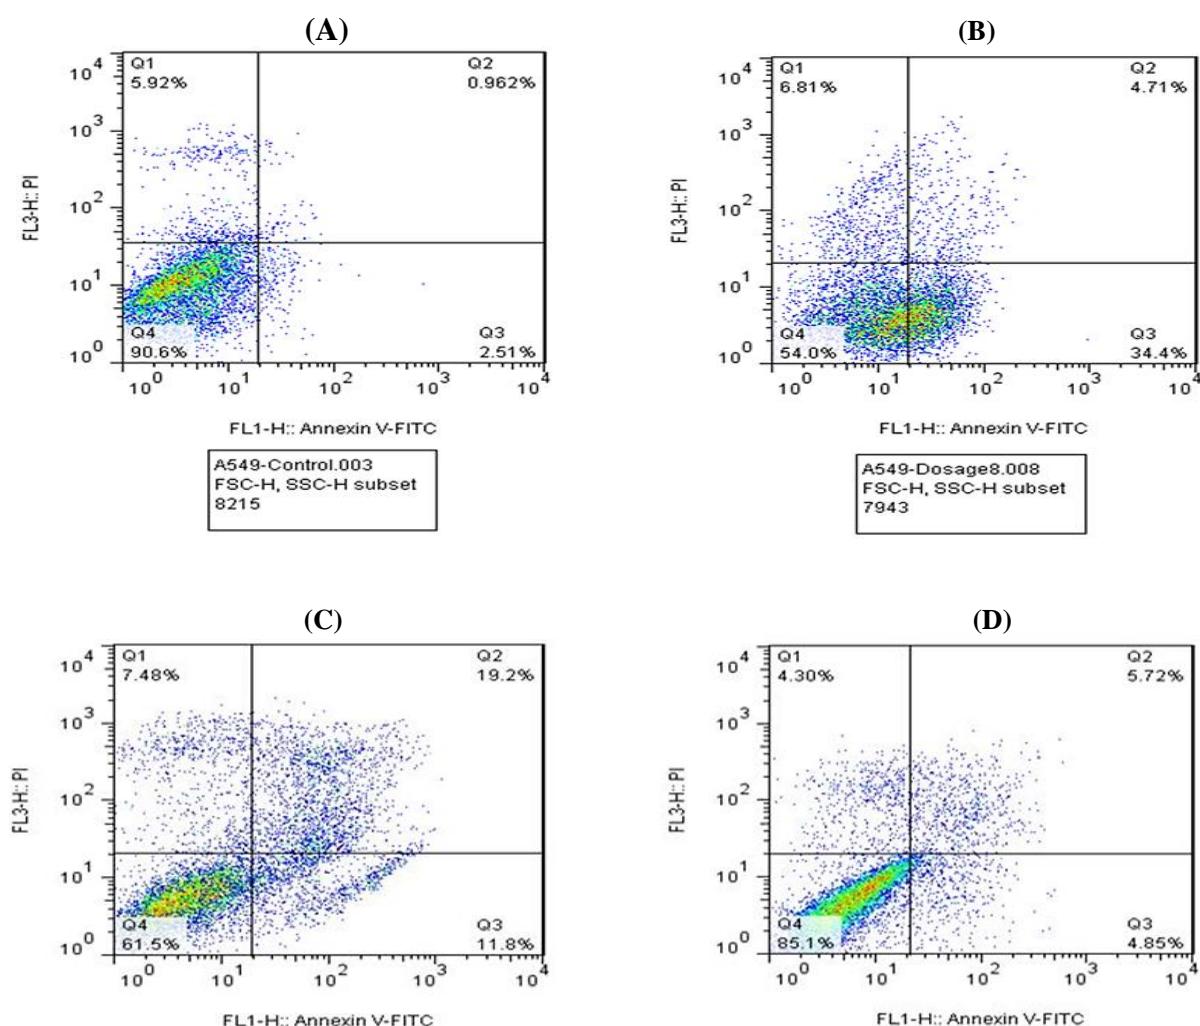 (A)
Q1
5.92%
Q2
0.962%
10^4
10^3
10^2
10^1
10^0
FL3-H:: PI
Q4
90.6%
Q3
2.51%
10^0 10^1 10^2 10^3 10^4
FL1-H:: Annexin V-FITC
A549-Control.003
FSC-H, SSC-H subset
8215
(B)
Q1
6.81%
Q2
4.71%
10^4
10^3
10^2
10^1
10^0
FL3-H:: PI
Q4
54.0%
Q3
34.4%
10^0 10^1 10^2 10^3 10^4
FL1-H:: Annexin V-FITC
A549-Dosage8.008
FSC-H, SSC-H subset
7943
(C)
Q1
7.48%
Q2
19.2%
10^4
10^3
10^2
10^1
10^0
FL3-H:: PI
Q4
61.5%
Q3
11.8%
10^0 10^1 10^2 10^3 10^4
FL1-H:: Annexin V-FITC
(D)
Q1
4.30%
Q2
5.72%
10^4
10^3
10^2
10^1
10^0
FL3-H:: PI
Q4
85.1%
Q3
4.85%
10^0 10^1 10^2 10^3 10^4
FL1-H:: Annexin V-FITC